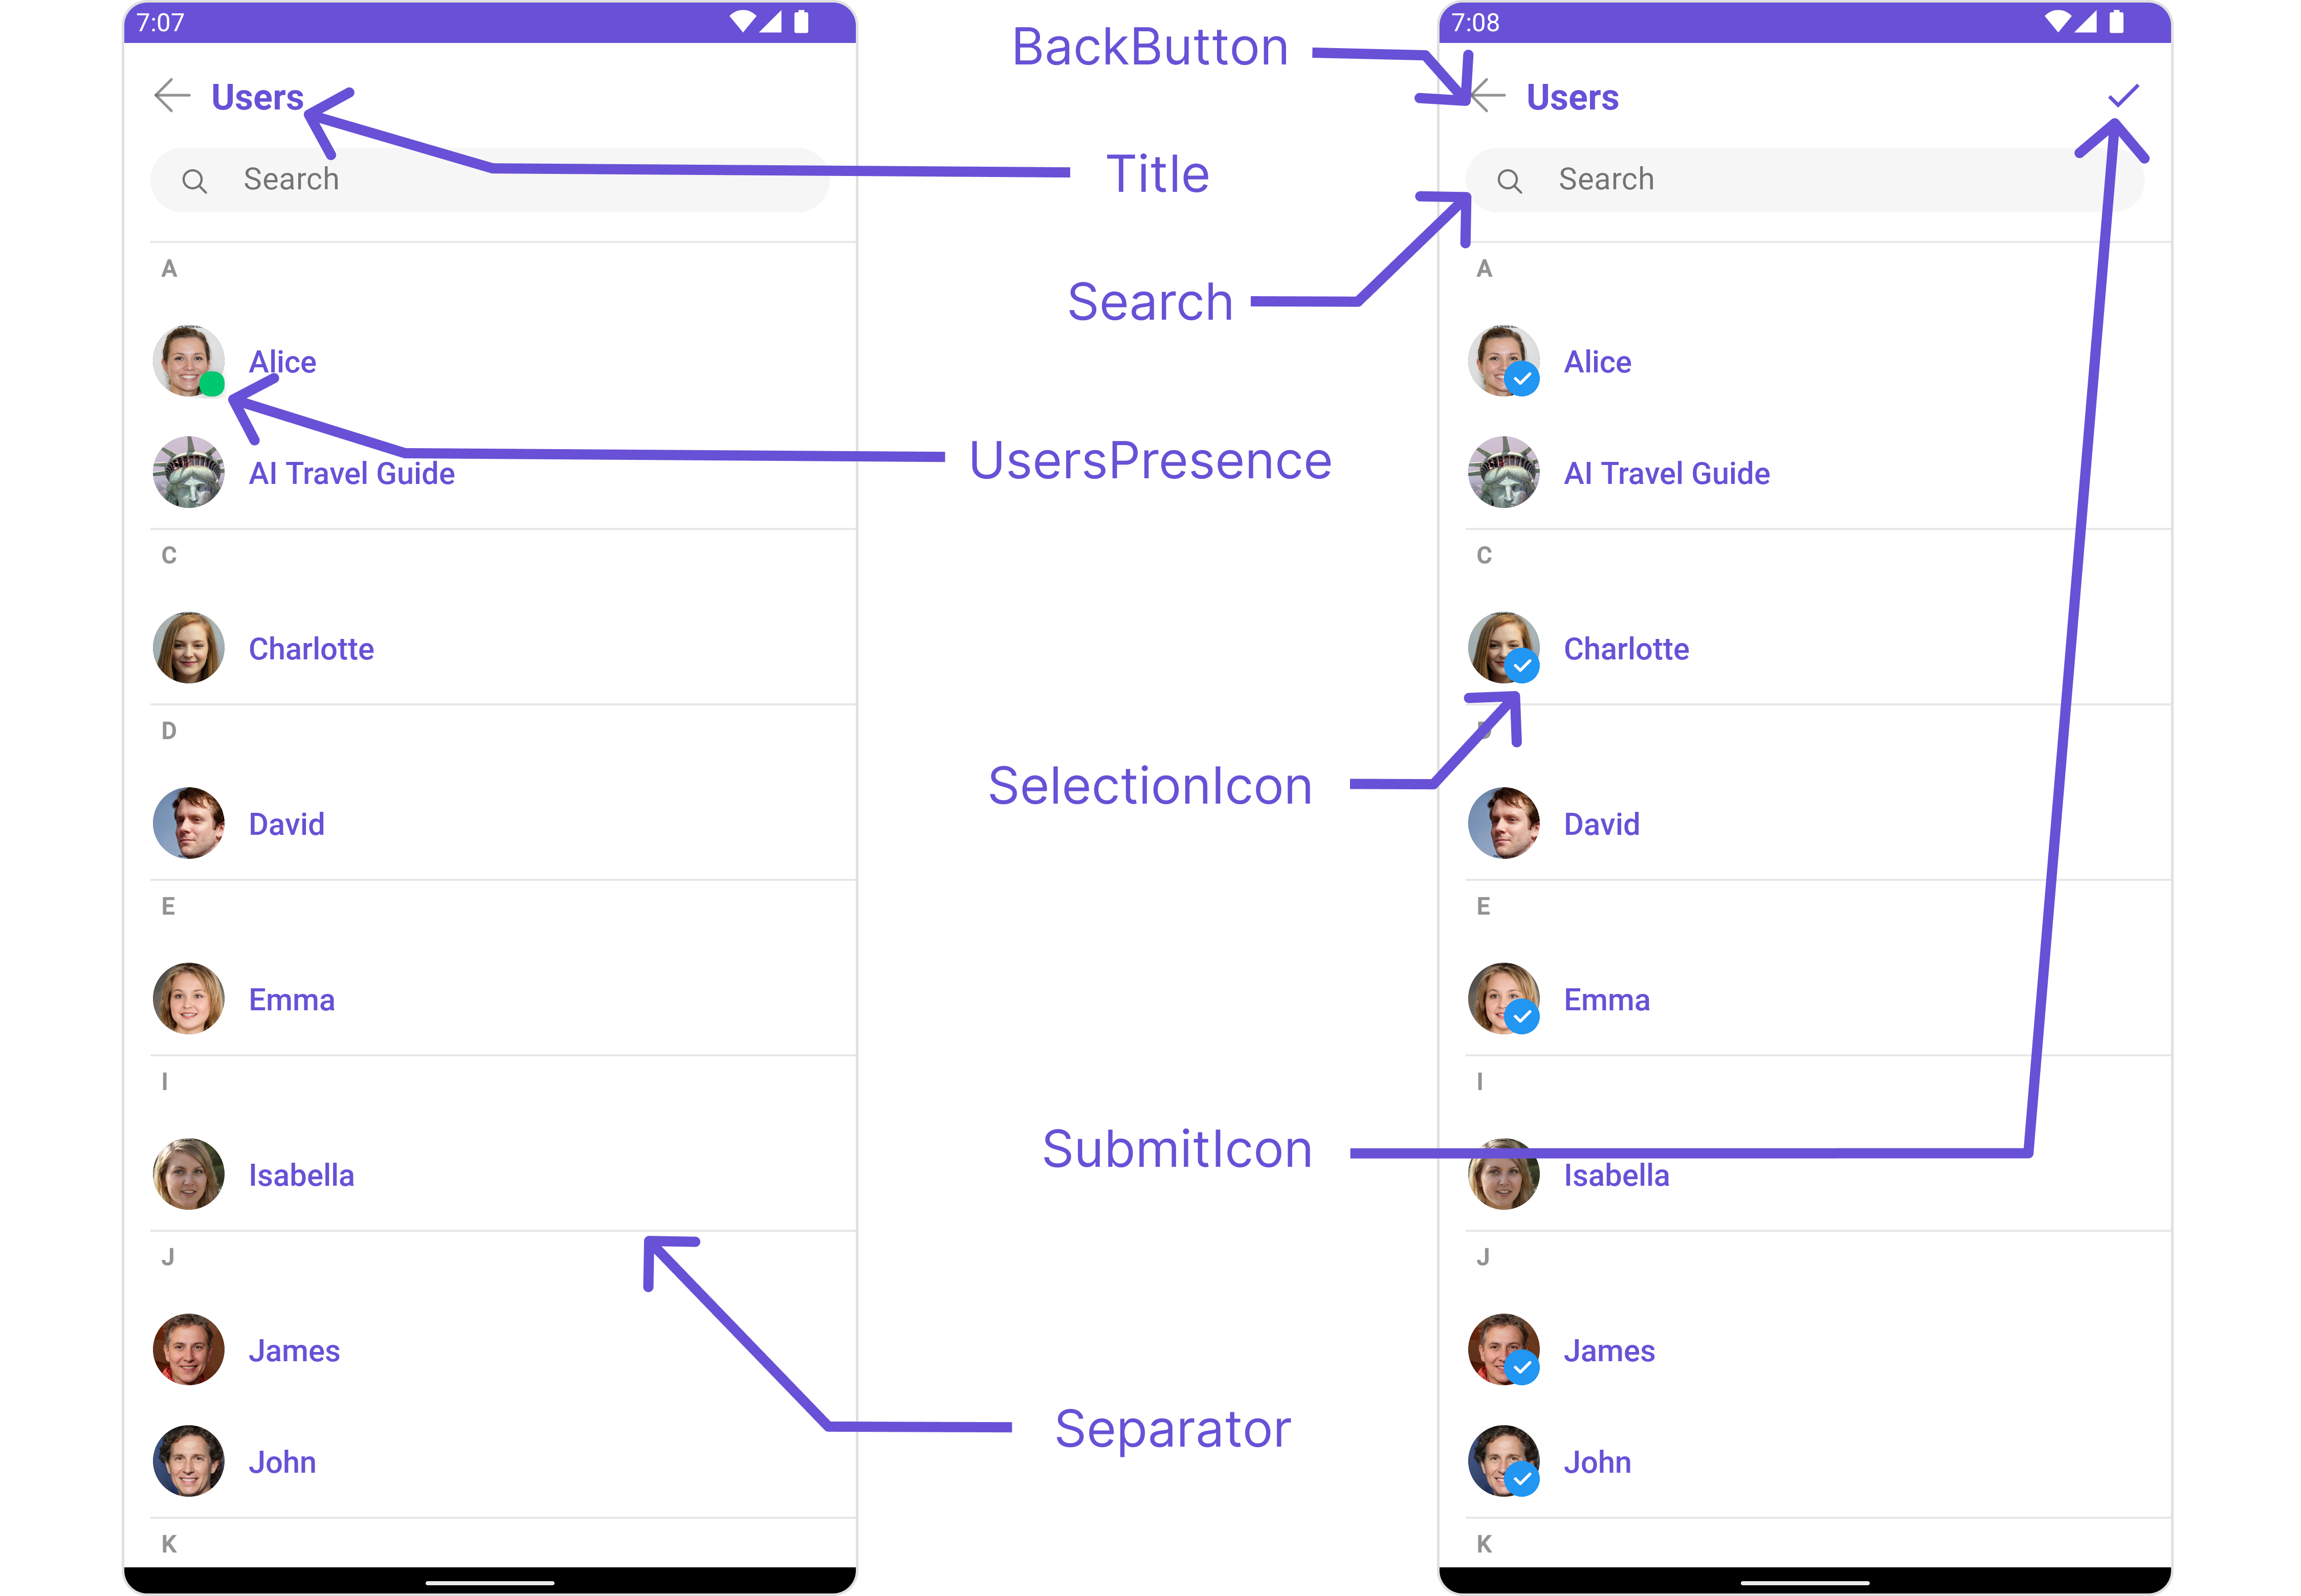 7:07
Users
Search
A
Alice
AI Travel Guide
C
Charlotte
D
David
E
Emma
I
Isabella
J
James
John
K
BackButton
Title
Search
UsersPresence
SelectionIcon
SubmitIcon
Separator
7:08
Users
Search
A
Alice
AI Travel Guide
C
Charlotte
D
David
E
Emma
I
Isabella
J
James
John
K